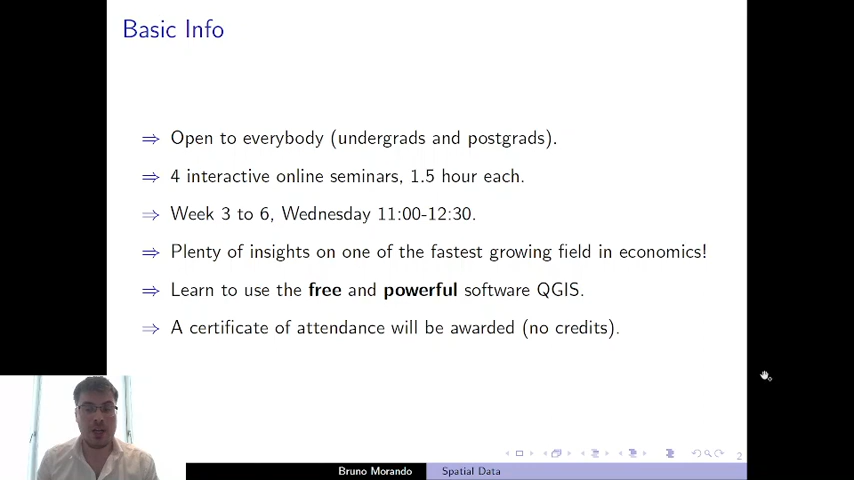 Basic Info
⇒ Open to everybody (undergrads and postgrads).
⇒ 4 interactive online seminars, 1.5 hour each.
⇒ Week 3 to 6, Wednesday 11:00-12:30.
⇒ Plenty of insights on one of the fastest growing field in economics!
⇒ Learn to use the free and powerful software QGIS.
⇒ A certificate of attendance will be awarded (no credits).
2
Bruno Morando Spatial Data